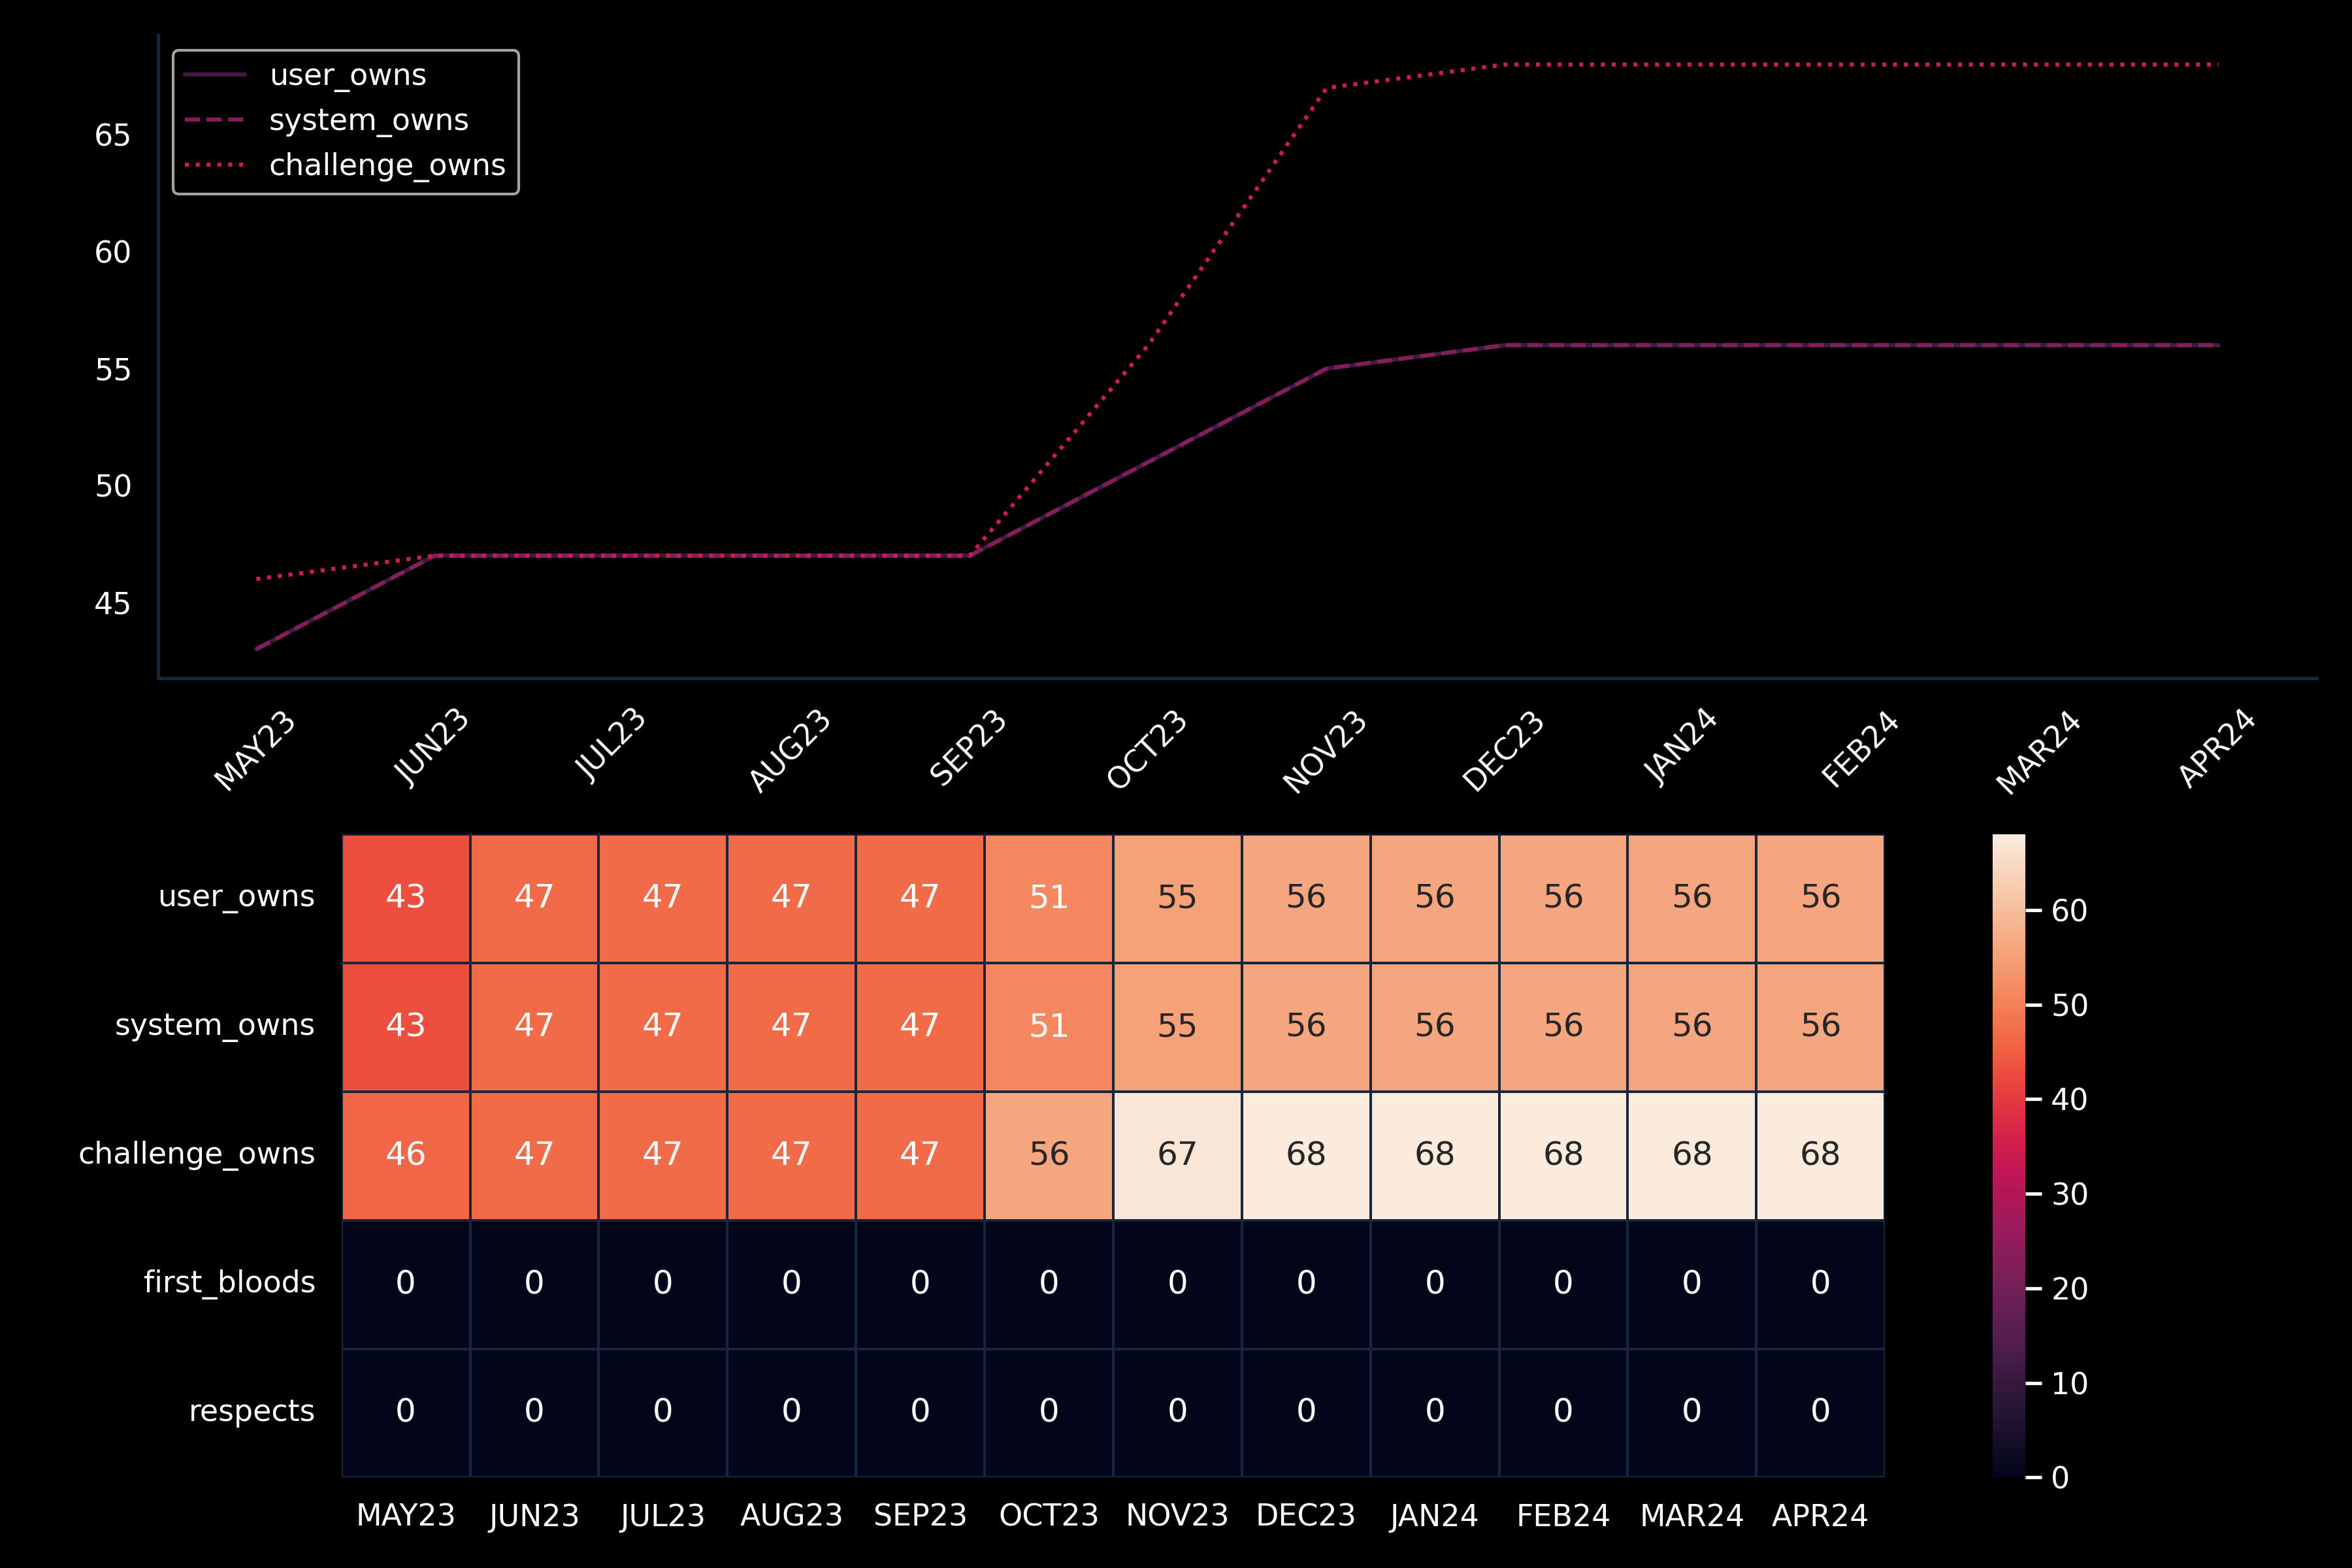 user_owns
system_owns
challenge_owns
65
60
55
50
45
MAY23 JUN23 JUL23 AUG23 SEP23 OCT23 NOV23 DEC23 JAN24 FEB24 MAR24 APR24
user_owns 43 47 47 47 47 51 55 56 56 56 56 56
system_owns 43 47 47 47 47 51 55 56 56 56 56 56
challenge_owns 46 47 47 47 47 56 67 68 68 68 68 68
first_bloods 0 0 0 0 0 0 0 0 0 0 0 0
respects 0 0 0 0 0 0 0 0 0 0 0 0
MAY23 JUN23 JUL23 AUG23 SEP23 OCT23 NOV23 DEC23 JAN24 FEB24 MAR24 APR24
60
50
40
30
20
10
0